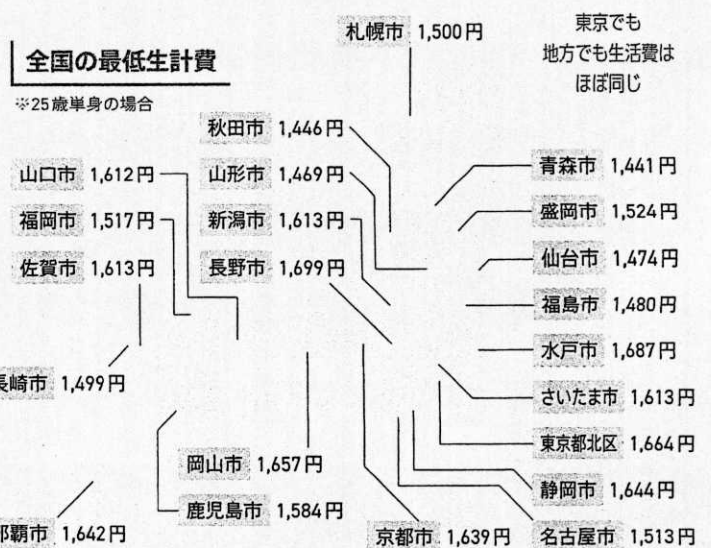 全国の最低生計費
※25歳単身の場合
東京でも
地方でも生活費は
ほぼ同じ
札幌市 1,500円
秋田市 1,446円
山形市 1,469円
新潟市 1,613円
長野市 1,699円
山口市 1,612円
福岡市 1,517円
佐賀市 1,613円
長崎市 1,499円
那覇市 1,642円
岡山市 1,657円
鹿児島市 1,584円
京都市 1,639円
青森市 1,441円
盛岡市 1,524円
仙台市 1,474円
福島市 1,480円
水戸市 1,687円
さいたま市 1,613円
東京都北区 1,664円
静岡市 1,644円
名古屋市 1,513円